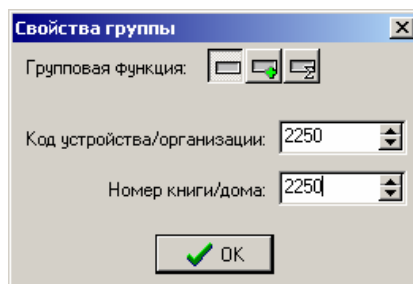 Свойства группы
Групповая функция:
Код устройства/организации: 2250
Номер книги/дома: 2250
OK